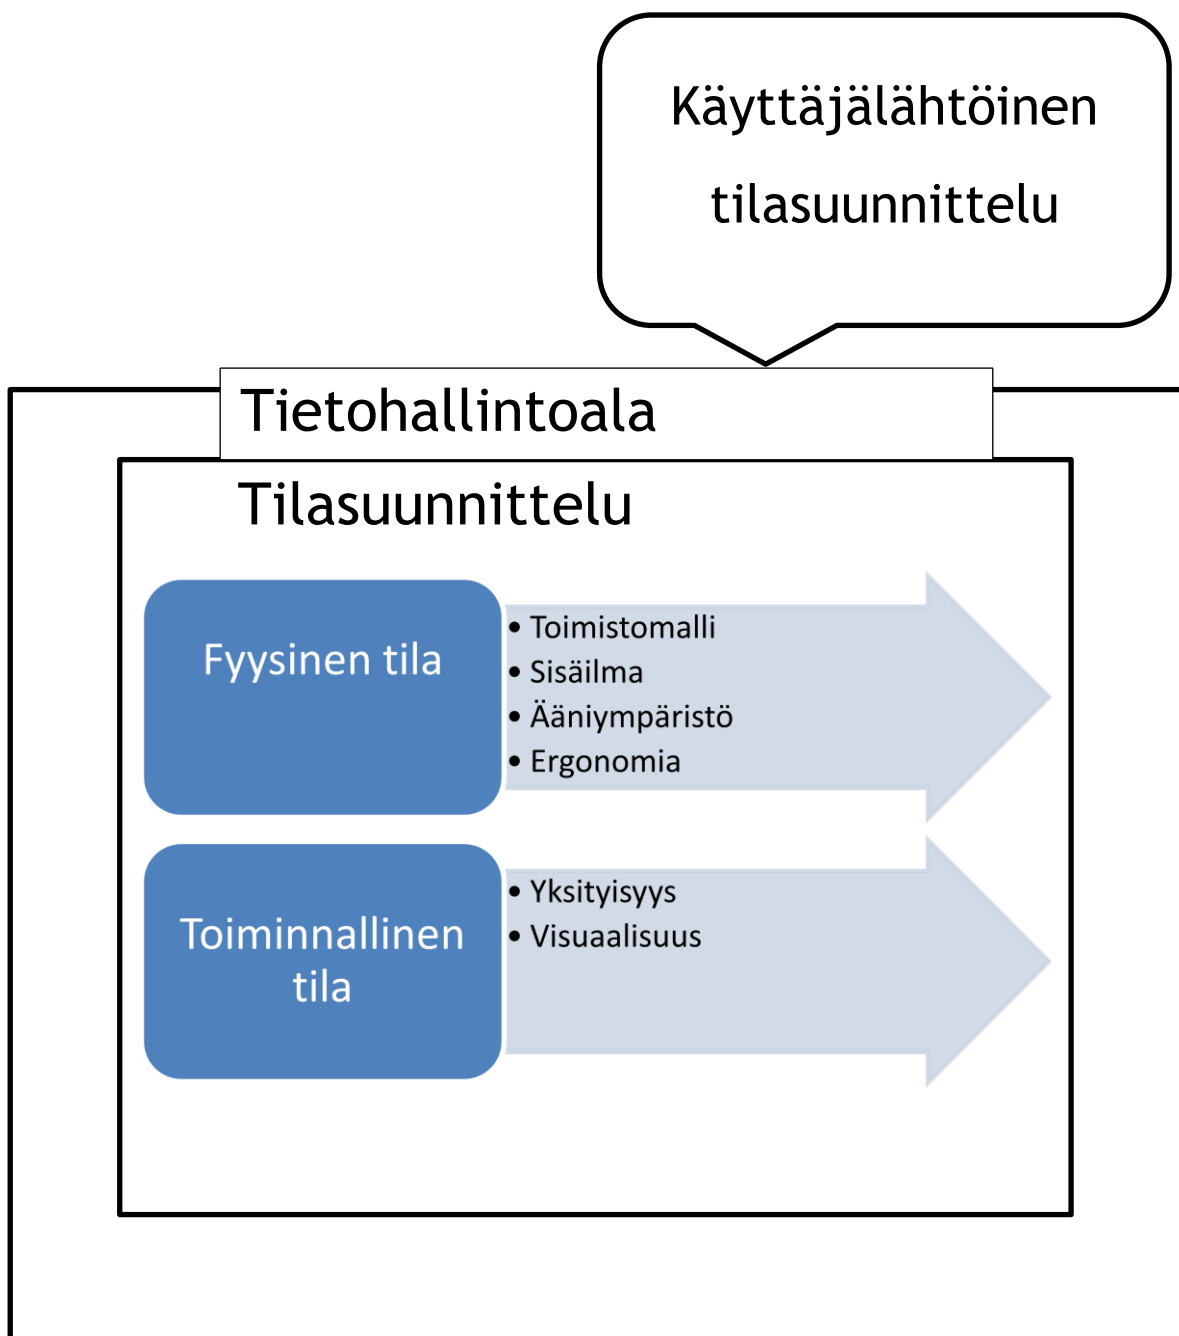 Käyttäjälähtöinen
tilasuunnittelu
Tietohallintoala
Tilasuunnittelu
Fyysinen tila
• Toimistomalli
• Sisäilma
• Ääniympäristö
• Ergonomia
Toiminnallinen
tila
• Yksityisyys
• Visuaalisuus